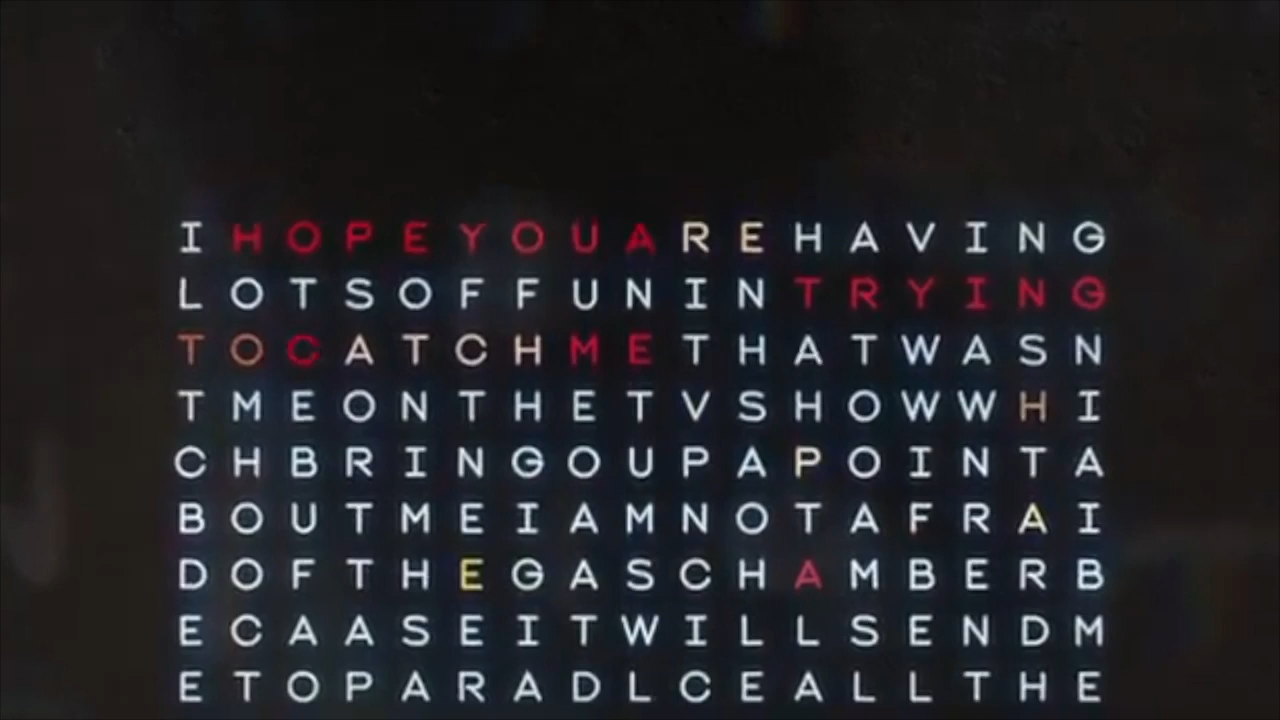 IHOPEYOUAREHAVING
LOTSOFFUNINTRYING
TOCATCHMETHATWASN
TMEONTHETVSHOWWHI
CHBRINGOUPAPOINTA
BOUTMEIAMNOTAFRAI
DOFTHEGASCHAMBERB
ECAASEITWILLSENDM
ETOPARADLCEALLTHE